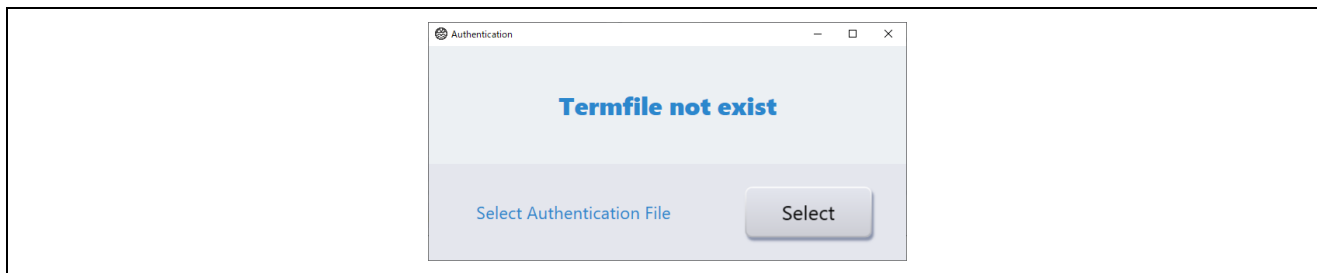 Authentication
Termfile not exist
Select Authentication File
Select